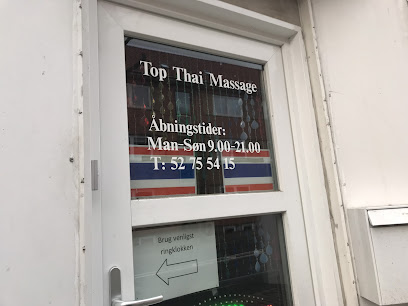 Top Thai Massage
Åbningstider:
Man-Søn 9.00-21.00
T: 52 75 54 15
Brug venligst
ringklokken